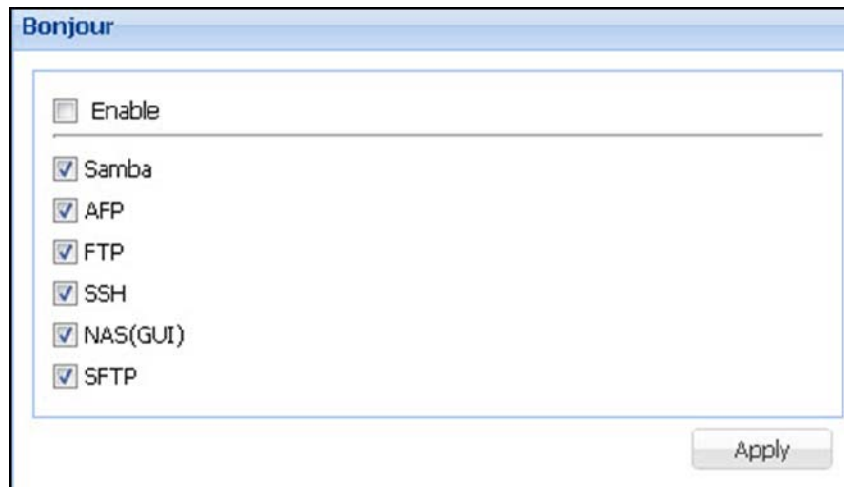 Bonjour
Enable
Samba
AFP
FTP
SSH
NAS(GUI)
SFTP
Apply